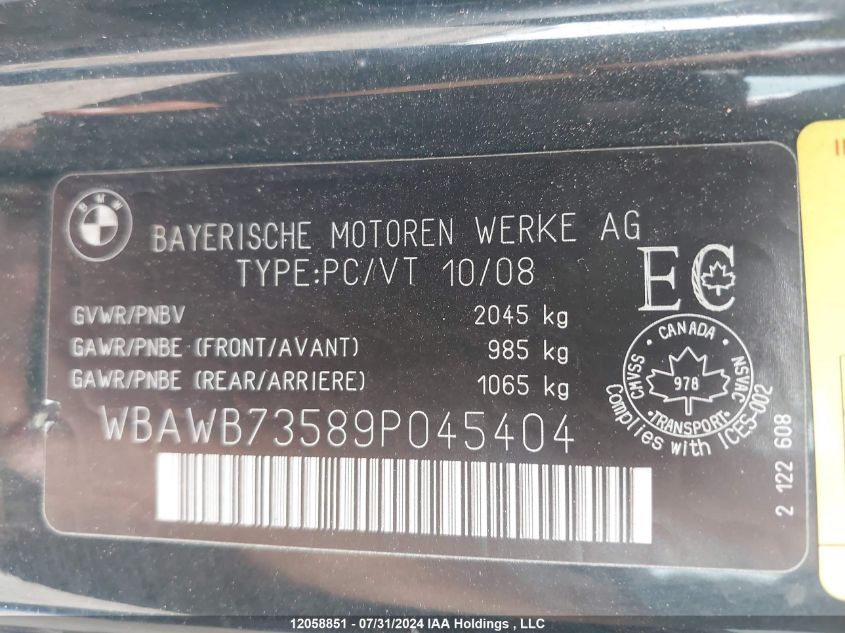 BMW
BAYERISCHE MOTOREN WERKE AG
TYPE:PC/VT 10/08
EC
GVWR/PNBV 2045 kg
GAWR/PNBE (FRONT/AVANT) 985 kg
GAWR/PNBE (REAR/ARRIERE) 1065 kg
WBAWB73589P045404
CANADA
CMVSS 978 NSVAC
TRANSPORT
Complies with ICES-002
2 122 608
12058851 - 07/31/2024 IAA Holdings , LLC